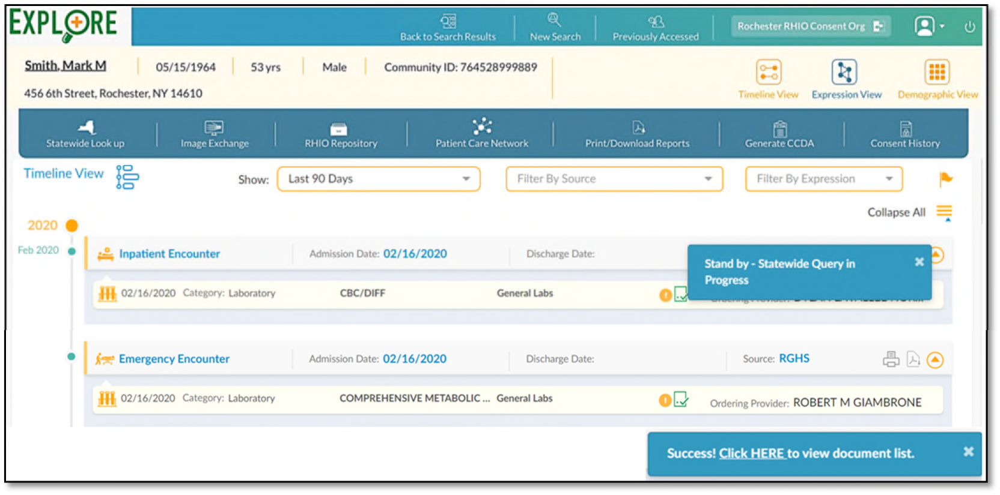 EXPLORE
Back to Search Results
New Search
Previously Accessed
Rochester RHIO Consent Org
Smith, Mark M
05/15/1964
53 yrs
Male
Community ID: 764528999889
456 6th Street, Rochester, NY 14610
Timeline View
Expression View
Demographic View
Statewide Look up
Image Exchange
RHIO Repository
Patient Care Network
Print/Download Reports
Generate CCDA
Consent History
Timeline View
Show:
Last 90 Days
Filter By Source
Filter By Expression
Collapse All
2020
Feb 2020
Inpatient Encounter
Admission Date: 02/16/2020
Discharge Date:
Stand by - Statewide Query in
Progress
02/16/2020 Category: Laboratory
CBC/DIFF
General Labs
Ordering Provider:
Emergency Encounter
Admission Date: 02/16/2020
Discharge Date:
Source: RGHS
02/16/2020 Category: Laboratory
COMPREHENSIVE METABOLIC ...
General Labs
Ordering Provider: ROBERT M GIAMBRONE
Success! Click HERE to view document list.